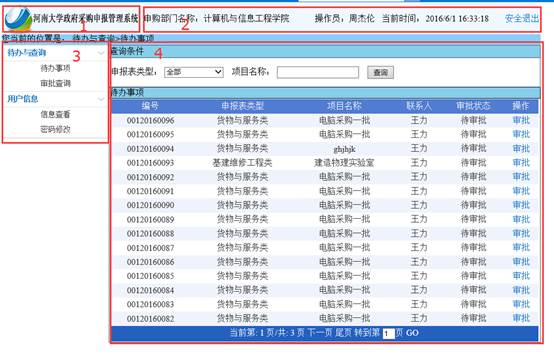 河南大学政府采购申报管理系统 1 申购部门名称，计算机与信息工程学院 2 操作员，周杰伦 当前时间，2016/6/1 16:33:18 安全退出
您当前的位置是， 待办与查询>待办事项
3
待办与查询
待办事项
审批查询
用户信息
信息查看
密码修改
4
查询条件
申报表类型， 全部 项目名称， 查询
待办事项
编号 申报表类型 项目名称 联系人 审批状态 操作
00120160096 货物与服务类 电脑采购一批 王力 待审批 审批
00120160095 货物与服务类 电脑采购一批 王力 待审批 审批
00120160094 货物与服务类 ghjhjk 王力 待审批 审批
00120160093 基建维修工程类 建造物理实验室 王力 待审批 审批
00120160092 货物与服务类 电脑采购一批 王力 待审批 审批
00120160091 货物与服务类 电脑采购一批 王力 待审批 审批
00120160090 货物与服务类 电脑采购一批 王力 待审批 审批
00120160089 货物与服务类 电脑采购一批 王力 待审批 审批
00120160088 货物与服务类 电脑采购一批 王力 待审批 审批
00120160087 货物与服务类 电脑采购一批 王力 待审批 审批
00120160086 货物与服务类 电脑采购一批 王力 待审批 审批
00120160085 货物与服务类 电脑采购一批 王力 待审批 审批
00120160084 货物与服务类 电脑采购一批 王力 待审批 审批
00120160083 货物与服务类 电脑采购一批 王力 待审批 审批
00120160082 货物与服务类 电脑采购一批 王力 待审批 审批
当前第: 1 页/共: 3 页 下一页 尾页 转到第 1 页 GO